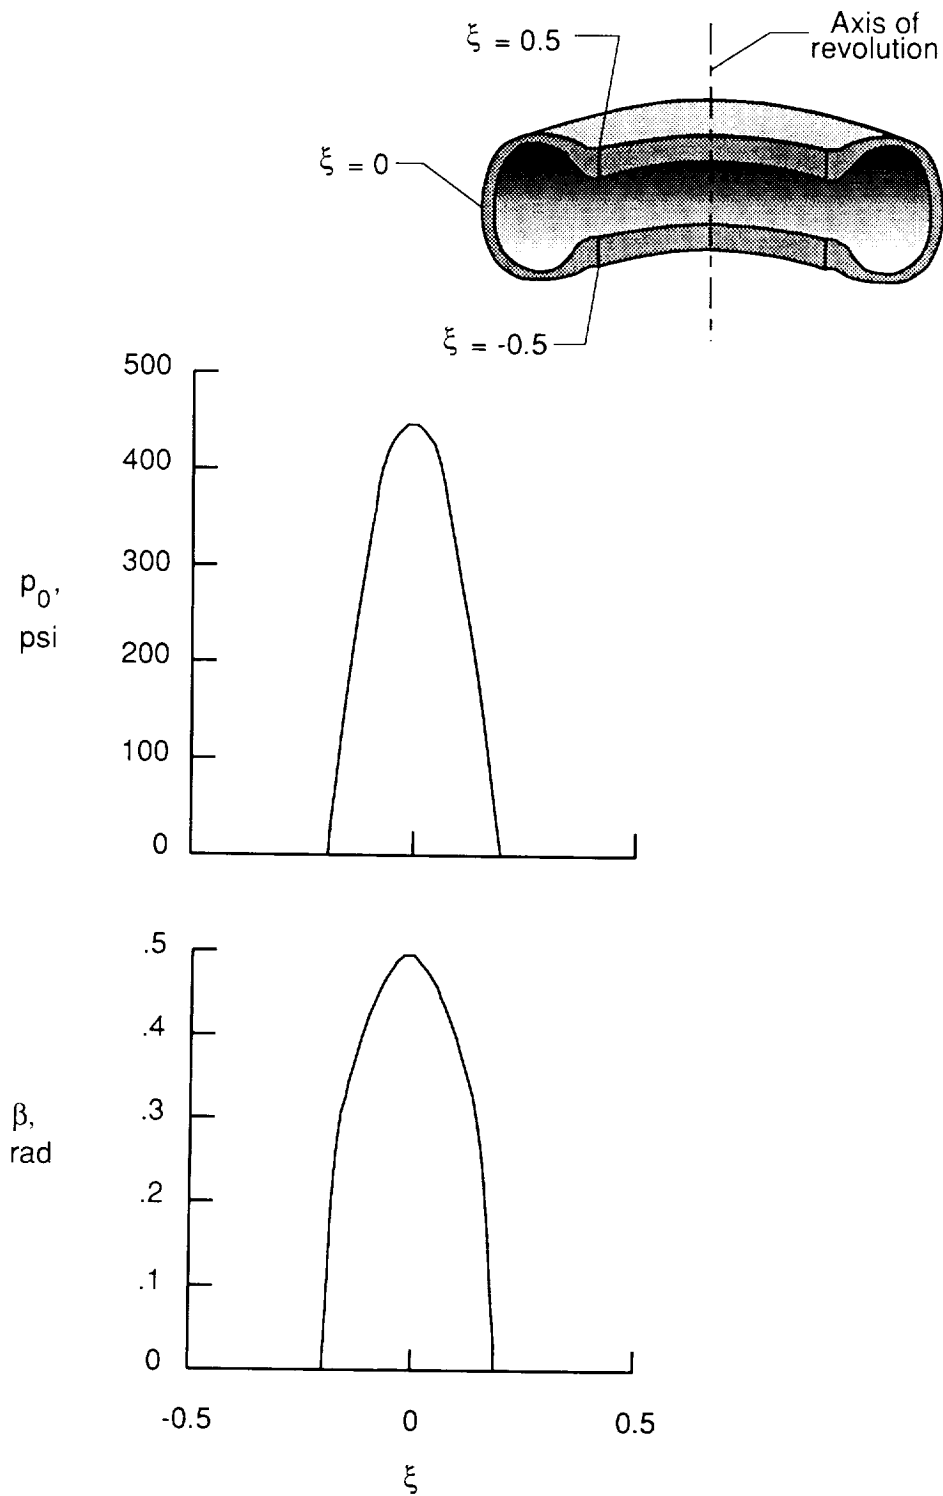 Axis of
revolution
ξ = 0.5
ξ = 0
ξ = -0.5
500
400
300
200
100
0
p0,
psi
.5
.4
.3
.2
.1
0
β,
rad
-0.5
0
0.5
ξ